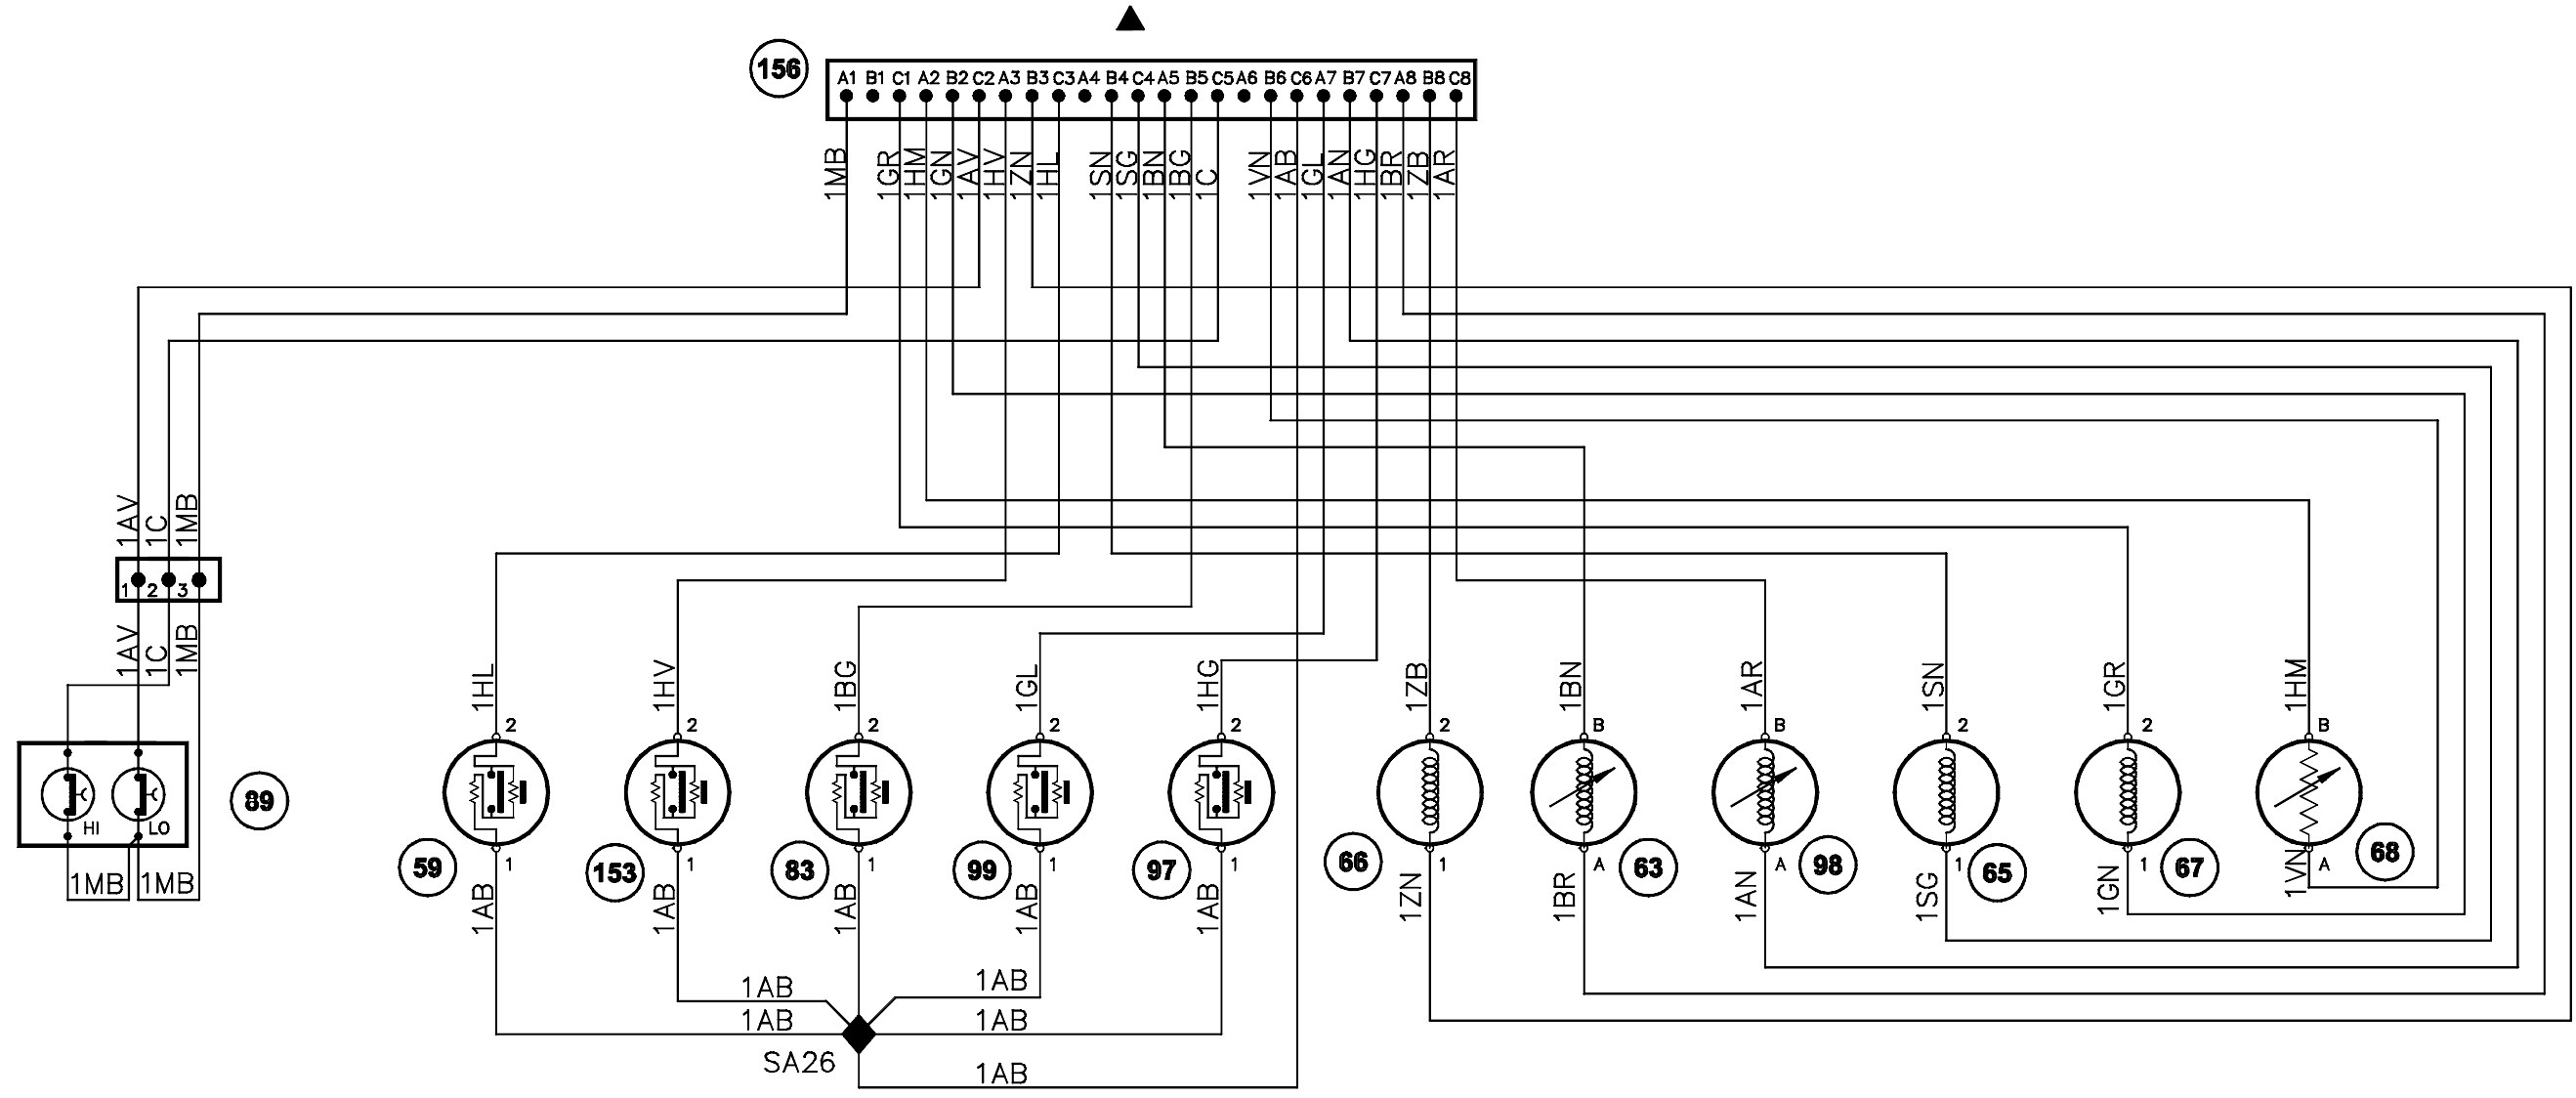 156
A1 B1 C1 A2 B2 C2 A3 B3 C3 A4 B4 C4 A5 B5 C5 A6 B6 C6 A7 B7 C7 A8 B8 C8
1MB 1GR 1HM 1GN 1AV 1HV 1ZN 1HL 1SN 1SG 1BN 1BG 1C 1VN 1AB 1GL 1AN 1HG 1BR 1ZB 1AR
1AV 1C 1MB
1 2 3
1AV 1C 1MB
1HL 1HV 1BG 1GL 1HG 1ZB 1BN 1AR 1SN 1GR 1HM
2 2 2 2 2 2 B B 2 2 B
HI LO
89
59 1 153 1 83 1 99 1 97 1 66 1 A 63 A 98 1 65 1 67 A 68
1MB 1MB
1AB 1AB 1AB 1AB 1AB 1ZN 1BR 1AN 1SG 1GN 1VN
1AB 1AB
1AB 1AB
SA26
1AB